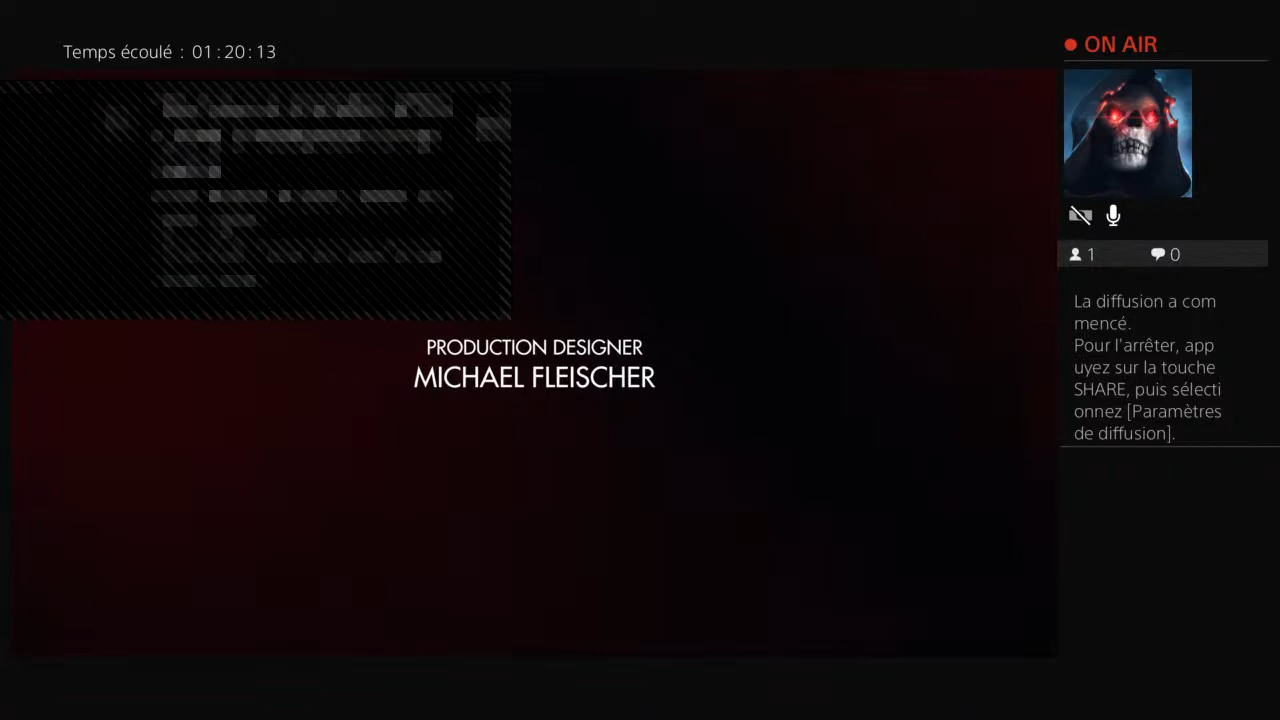 Temps écoulé : 01:20:13
ON AIR
1
0
La diffusion a com
mencé.
Pour l'arrêter, app
uyez sur la touche
SHARE, puis sélecti
onnez [Paramètres
de diffusion].
PRODUCTION DESIGNER
MICHAEL FLEISCHER